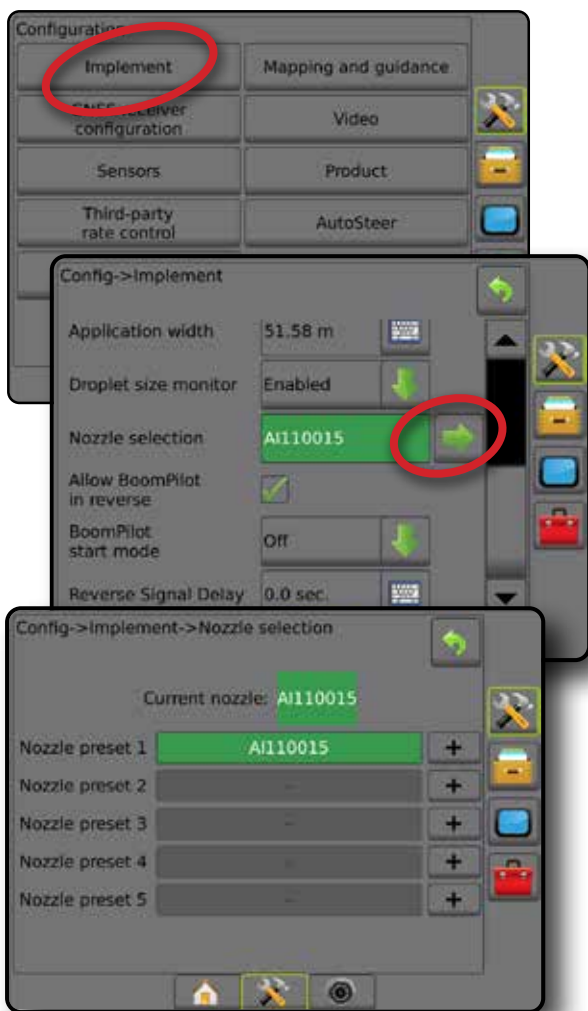 Configuration
Implement
Mapping and guidance
GNSS receiver
configuration
Video
Sensors
Product
Third-party
rate control
AutoSteer
Config->Implement
Application width
51.58 m
Droplet size monitor
Enabled
Nozzle selection
AI110015
Allow BoomPilot
in reverse
BoomPilot
start mode
Off
Reverse Signal Delay
0.0 sec.
Config->Implement->Nozzle selection
Current nozzle: AI110015
Nozzle preset 1
AI110015
+
Nozzle preset 2
-
+
Nozzle preset 3
-
+
Nozzle preset 4
-
+
Nozzle preset 5
-
+